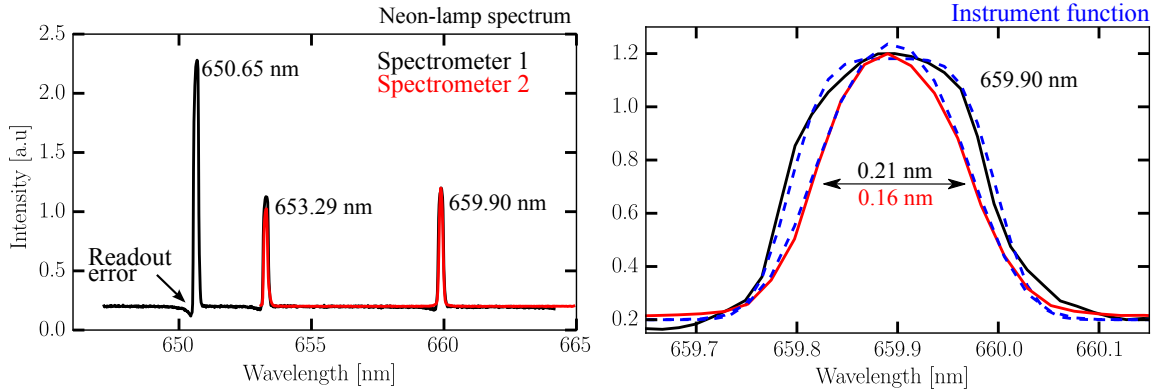 Neon-lamp spectrum
2.5
2.0
1.5
1.0
0.5
0.0
Intensity [a.u]
650.65 nm
Spectrometer 1
Spectrometer 2
653.29 nm
659.90 nm
Readout
error
650
655
660
665
Wavelength [nm]
Instrument function
1.2
1.0
0.8
0.6
0.4
0.2
659.90 nm
0.21 nm
0.16 nm
659.7
659.8
659.9
660.0
660.1
Wavelength [nm]